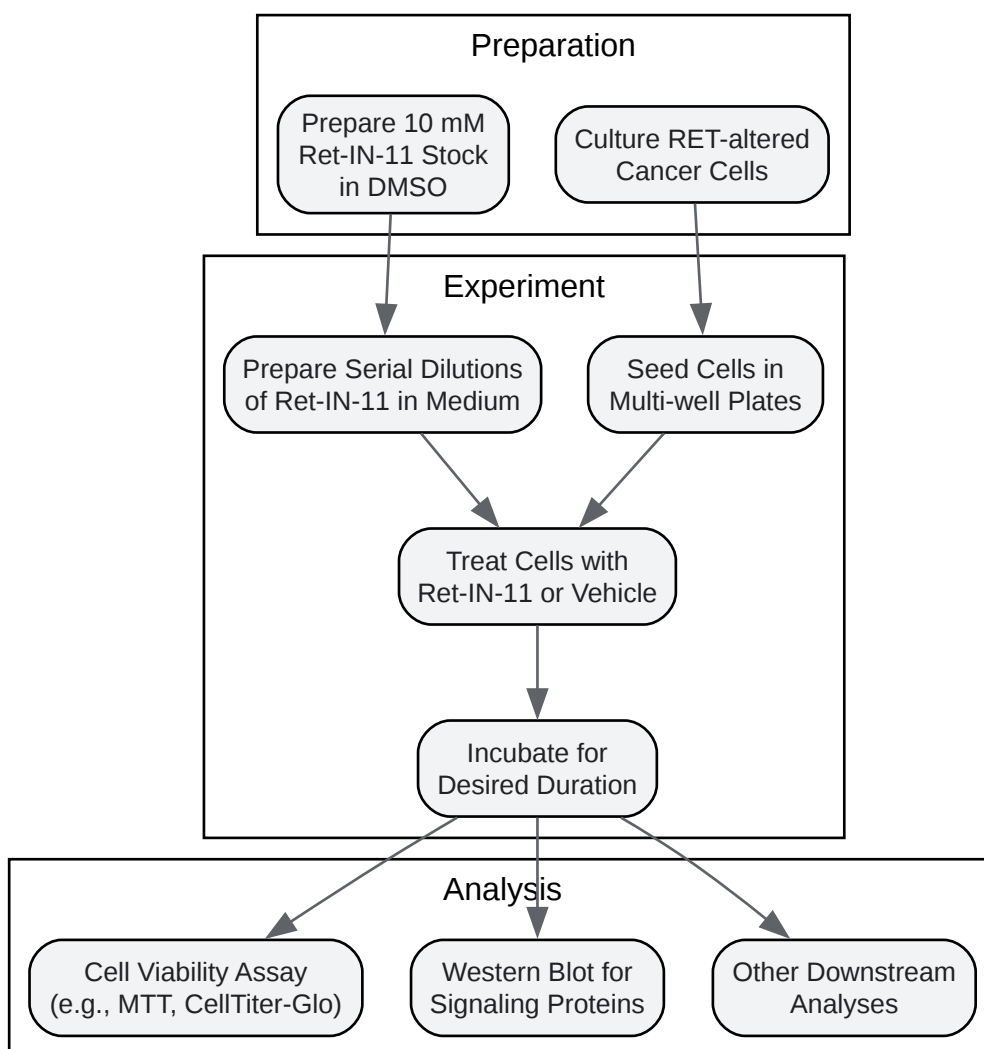 Preparation
Prepare 10 mM
Ret-IN-11 Stock
in DMSO
Culture RET-altered
Cancer Cells
Experiment
Prepare Serial Dilutions
of Ret-IN-11 in Medium
Seed Cells in
Multi-well Plates
Treat Cells with
Ret-IN-11 or Vehicle
Incubate for
Desired Duration
Analysis
Cell Viability Assay
(e.g., MTT, CellTiter-Glo)
Western Blot for
Signaling Proteins
Other Downstream
Analyses